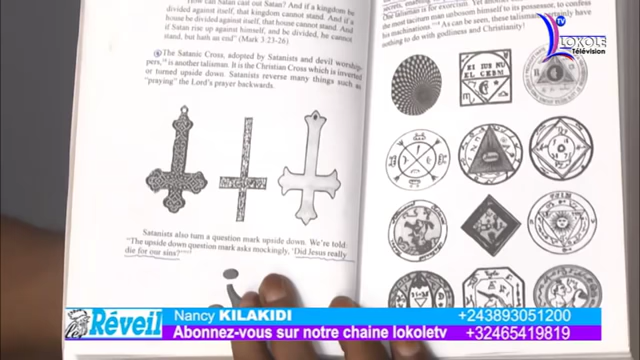 How can Satan cast out Satan? And if a kingdom be
divided against itself, that kingdom cannot stand. And if a
house be divided against itself, that house cannot stand. And
if Satan rise up against himself, and be divided, he cannot
stand, but hath an end" (Mark 3:23-26)
The Satanic Cross, adopted by Satanists and devil worship-
pers, is another talisman. It is the Christian Cross which is inverted
or turned upside down. Satanists reverse many things such as
"praying" the Lord's prayer backwards.
Satanists also turn a question mark upside down. We're told:
"The upside down question mark asks mockingly, 'Did Jesus really
die for our sins?'"
talisman is for exorcism. Yet another
the most taciturn man unbosom himself to its possessor, to confess
his machinations." As can be seen, these talismans certainly have
nothing to do with godliness and Christianity!
TV
LOKOLE
Télévision
Réveil
Nancy KILAKIDI
+243893051200
Abonnez-vous sur notre chaine lokoletv
+32465419819